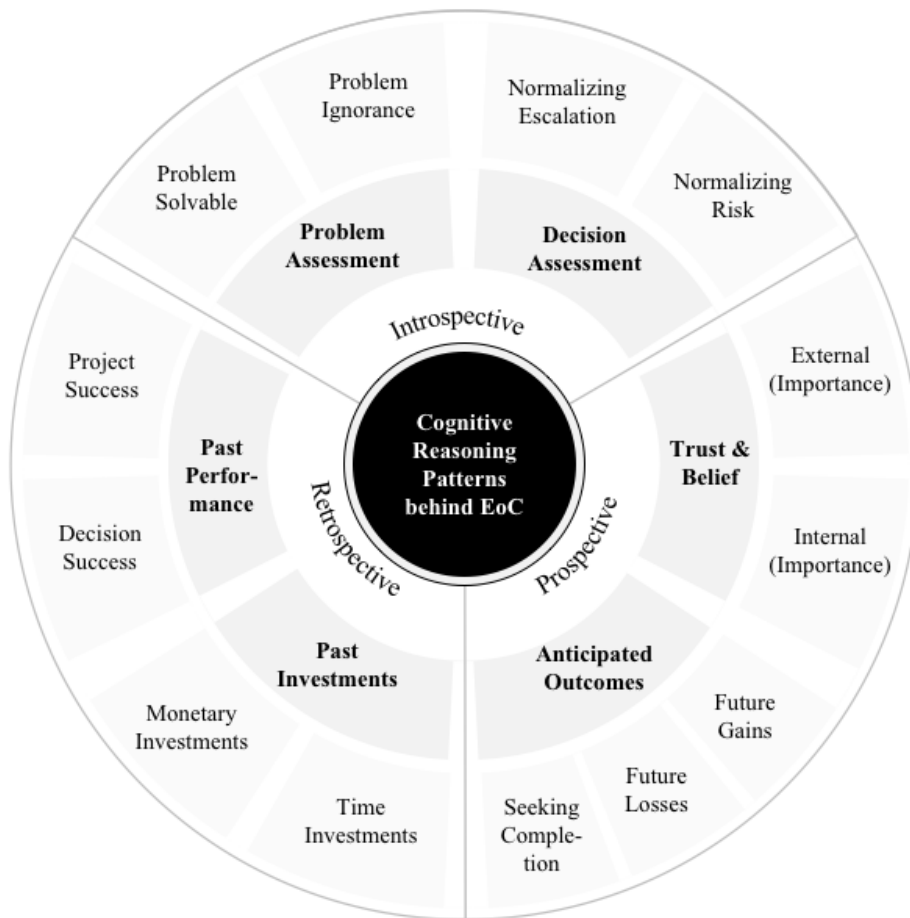 Problem
Ignorance
Normalizing
Escalation
Problem
Solvable
Normalizing
Risk
Problem
Assessment
Decision
Assessment
Introspective
Project
Success
External
(Importance)
Past
Perfor-
mance
Cognitive
Reasoning
Patterns
behind EoC
Trust &
Belief
Retrospective
Prospective
Decision
Success
Internal
(Importance)
Past
Investments
Anticipated
Outcomes
Monetary
Investments
Future
Gains
Time
Investments
Seeking
Comple-
tion
Future
Losses